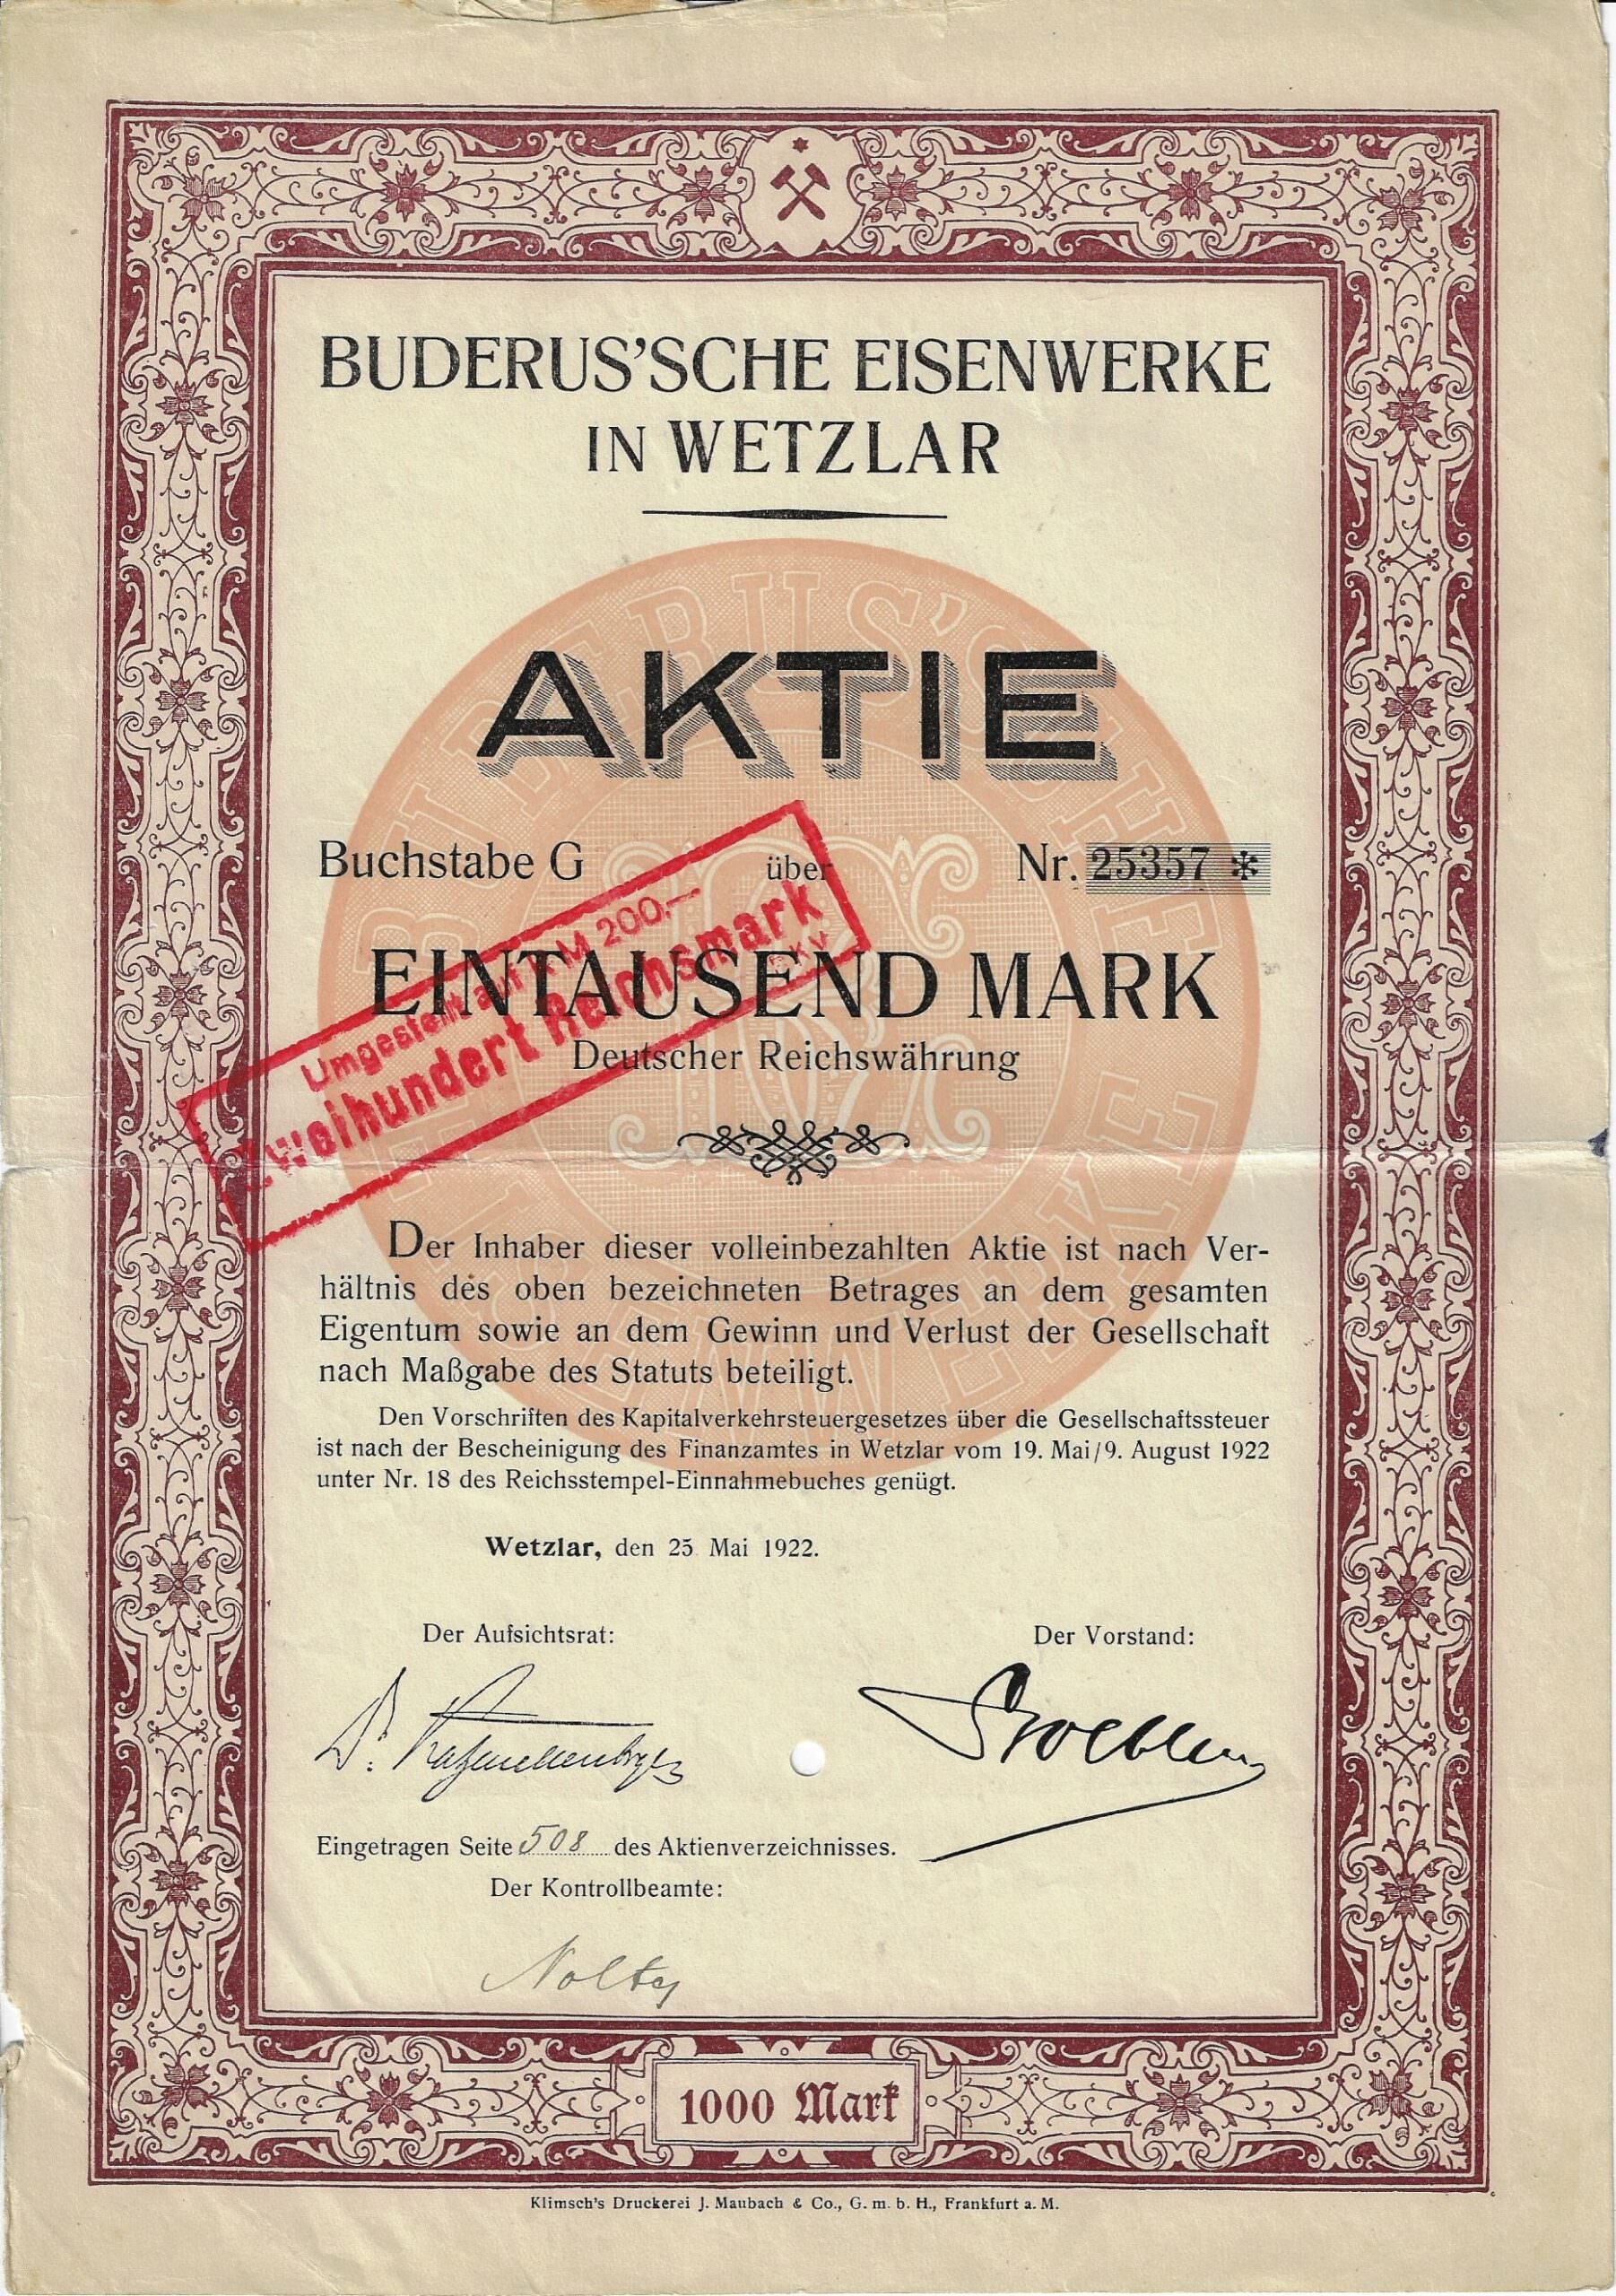 BUDERUS'SCHE EISENWERKE
IN WETZLAR
BUDERUS'SCHE EISENWERKE
AKTIE
Buchstabe G über Nr. 25357 *
Umgestellt auf RM 200,—
Zweihundert Reichsmark
EINTAUSEND MARK
Deutscher Reichswährung
Der Inhaber dieser volleinbezahlten Aktie ist nach Ver-
hältnis des oben bezeichneten Betrages an dem gesamten
Eigentum sowie an dem Gewinn und Verlust der Gesellschaft
nach Maßgabe des Statuts beteiligt.
Den Vorschriften des Kapitalverkehrsteuergesetzes über die Gesellschaftssteuer
ist nach der Bescheinigung des Finanzamtes in Wetzlar vom 19. Mai/9. August 1922
unter Nr. 18 des Reichsstempel-Einnahmebuches genügt.
Wetzlar, den 25 Mai 1922.
Der Aufsichtsrat: Der Vorstand:
Dr.
Eingetragen Seite 508 des Aktienverzeichnisses.
Der Kontrollbeamte:
1000 Mark
Klimsch's Druckerei J. Maubach & Co., G. m. b. H., Frankfurt a. M.